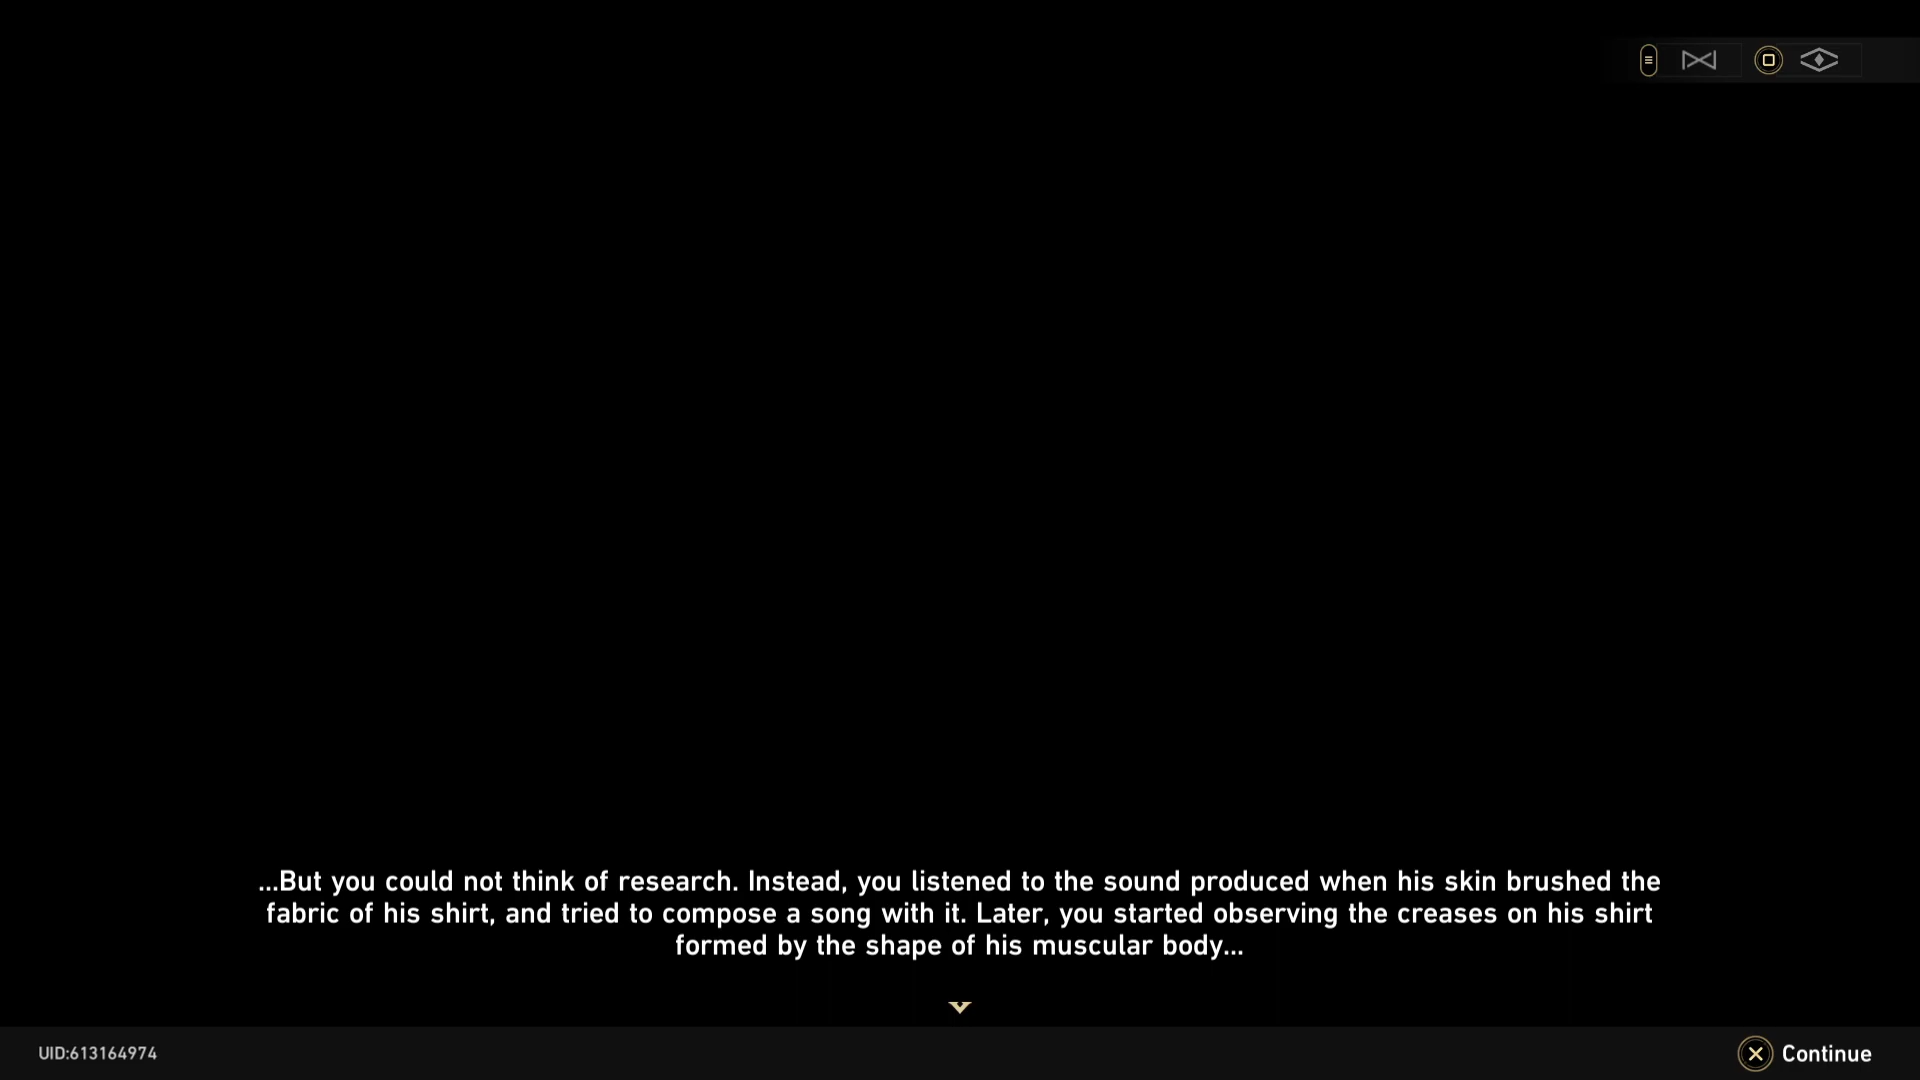 ...But you could not think of research. Instead, you listened to the sound produced when his skin brushed the
fabric of his shirt, and tried to compose a song with it. Later, you started observing the creases on his shirt
formed by the shape of his muscular body...
UID:613164974
Continue